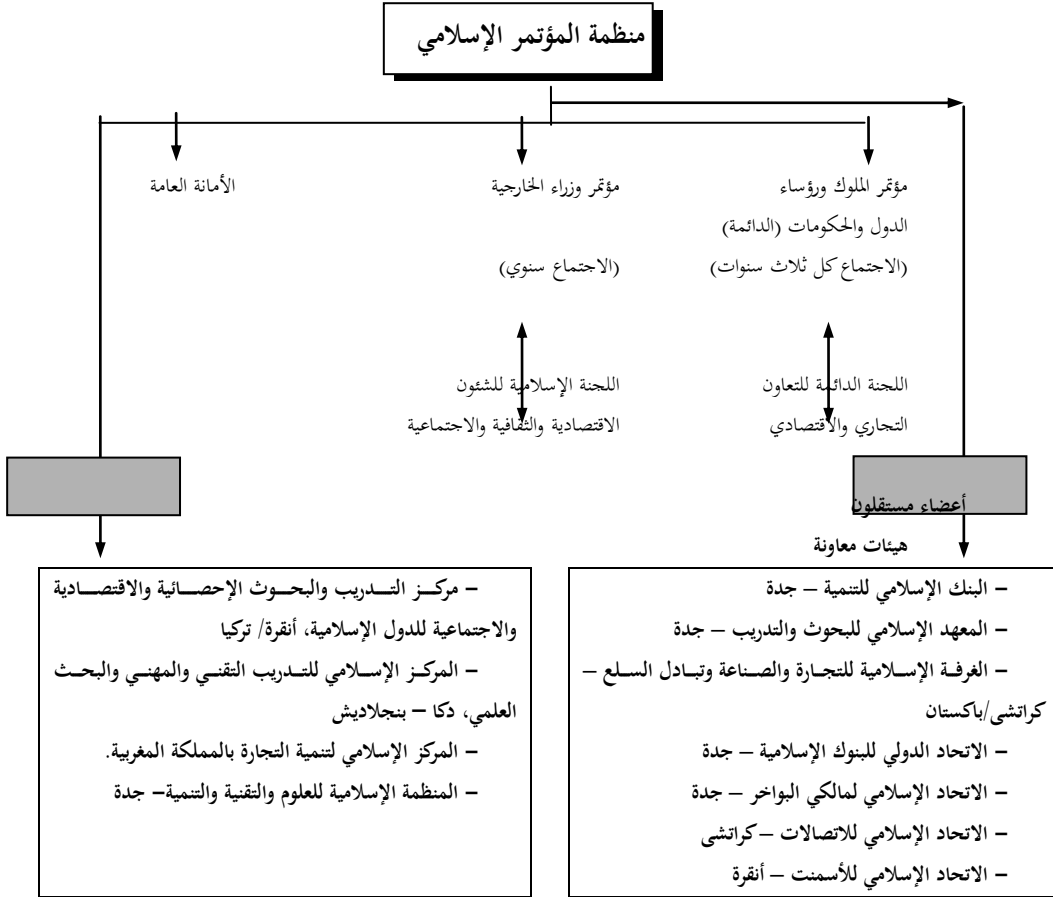 منظمة المؤتمر الإسلامي
مؤتمر الملوك ورؤساء
الدول والحكومات (الدائمة)
(الاجتماع كل ثلاث سنوات)
مؤتمر وزراء الخارجية
(الاجتماع سنوي)
الأمانة العامة
اللجنة الدائمة للتعاون
التجاري والاقتصادي
اللجنة الإسلامية للشئون
الاقتصادية والثقافية والاجتماعية
أعضاء مستقلون
هيئات معاونة
– البنك الإسلامي للتنمية – جدة
– المعهد الإسلامي للبحوث والتدريب – جدة
– الغرفة الإسلامية للتجارة والصناعة وتبادل السلع –
كراتشى/باكستان
– الاتحاد الدولي للبنوك الإسلامية – جدة
– الاتحاد الإسلامي لمالكي البواخر – جدة
– الاتحاد الإسلامي للاتصالات – كراتشى
– الاتحاد الإسلامي للأسمنت – أنقرة
– مركز التدريب والبحوث الإحصائية والاقتصادية
والاجتماعية للدول الإسلامية، أنقرة/ تركيا
– المركز الإسلامي للتدريب التقني والمهني والبحث
العلمي، دكا – بنجلاديش
– المركز الإسلامي لتنمية التجارة بالمملكة المغربية.
– المنظمة الإسلامية للعلوم والتقنية والتنمية– جدة